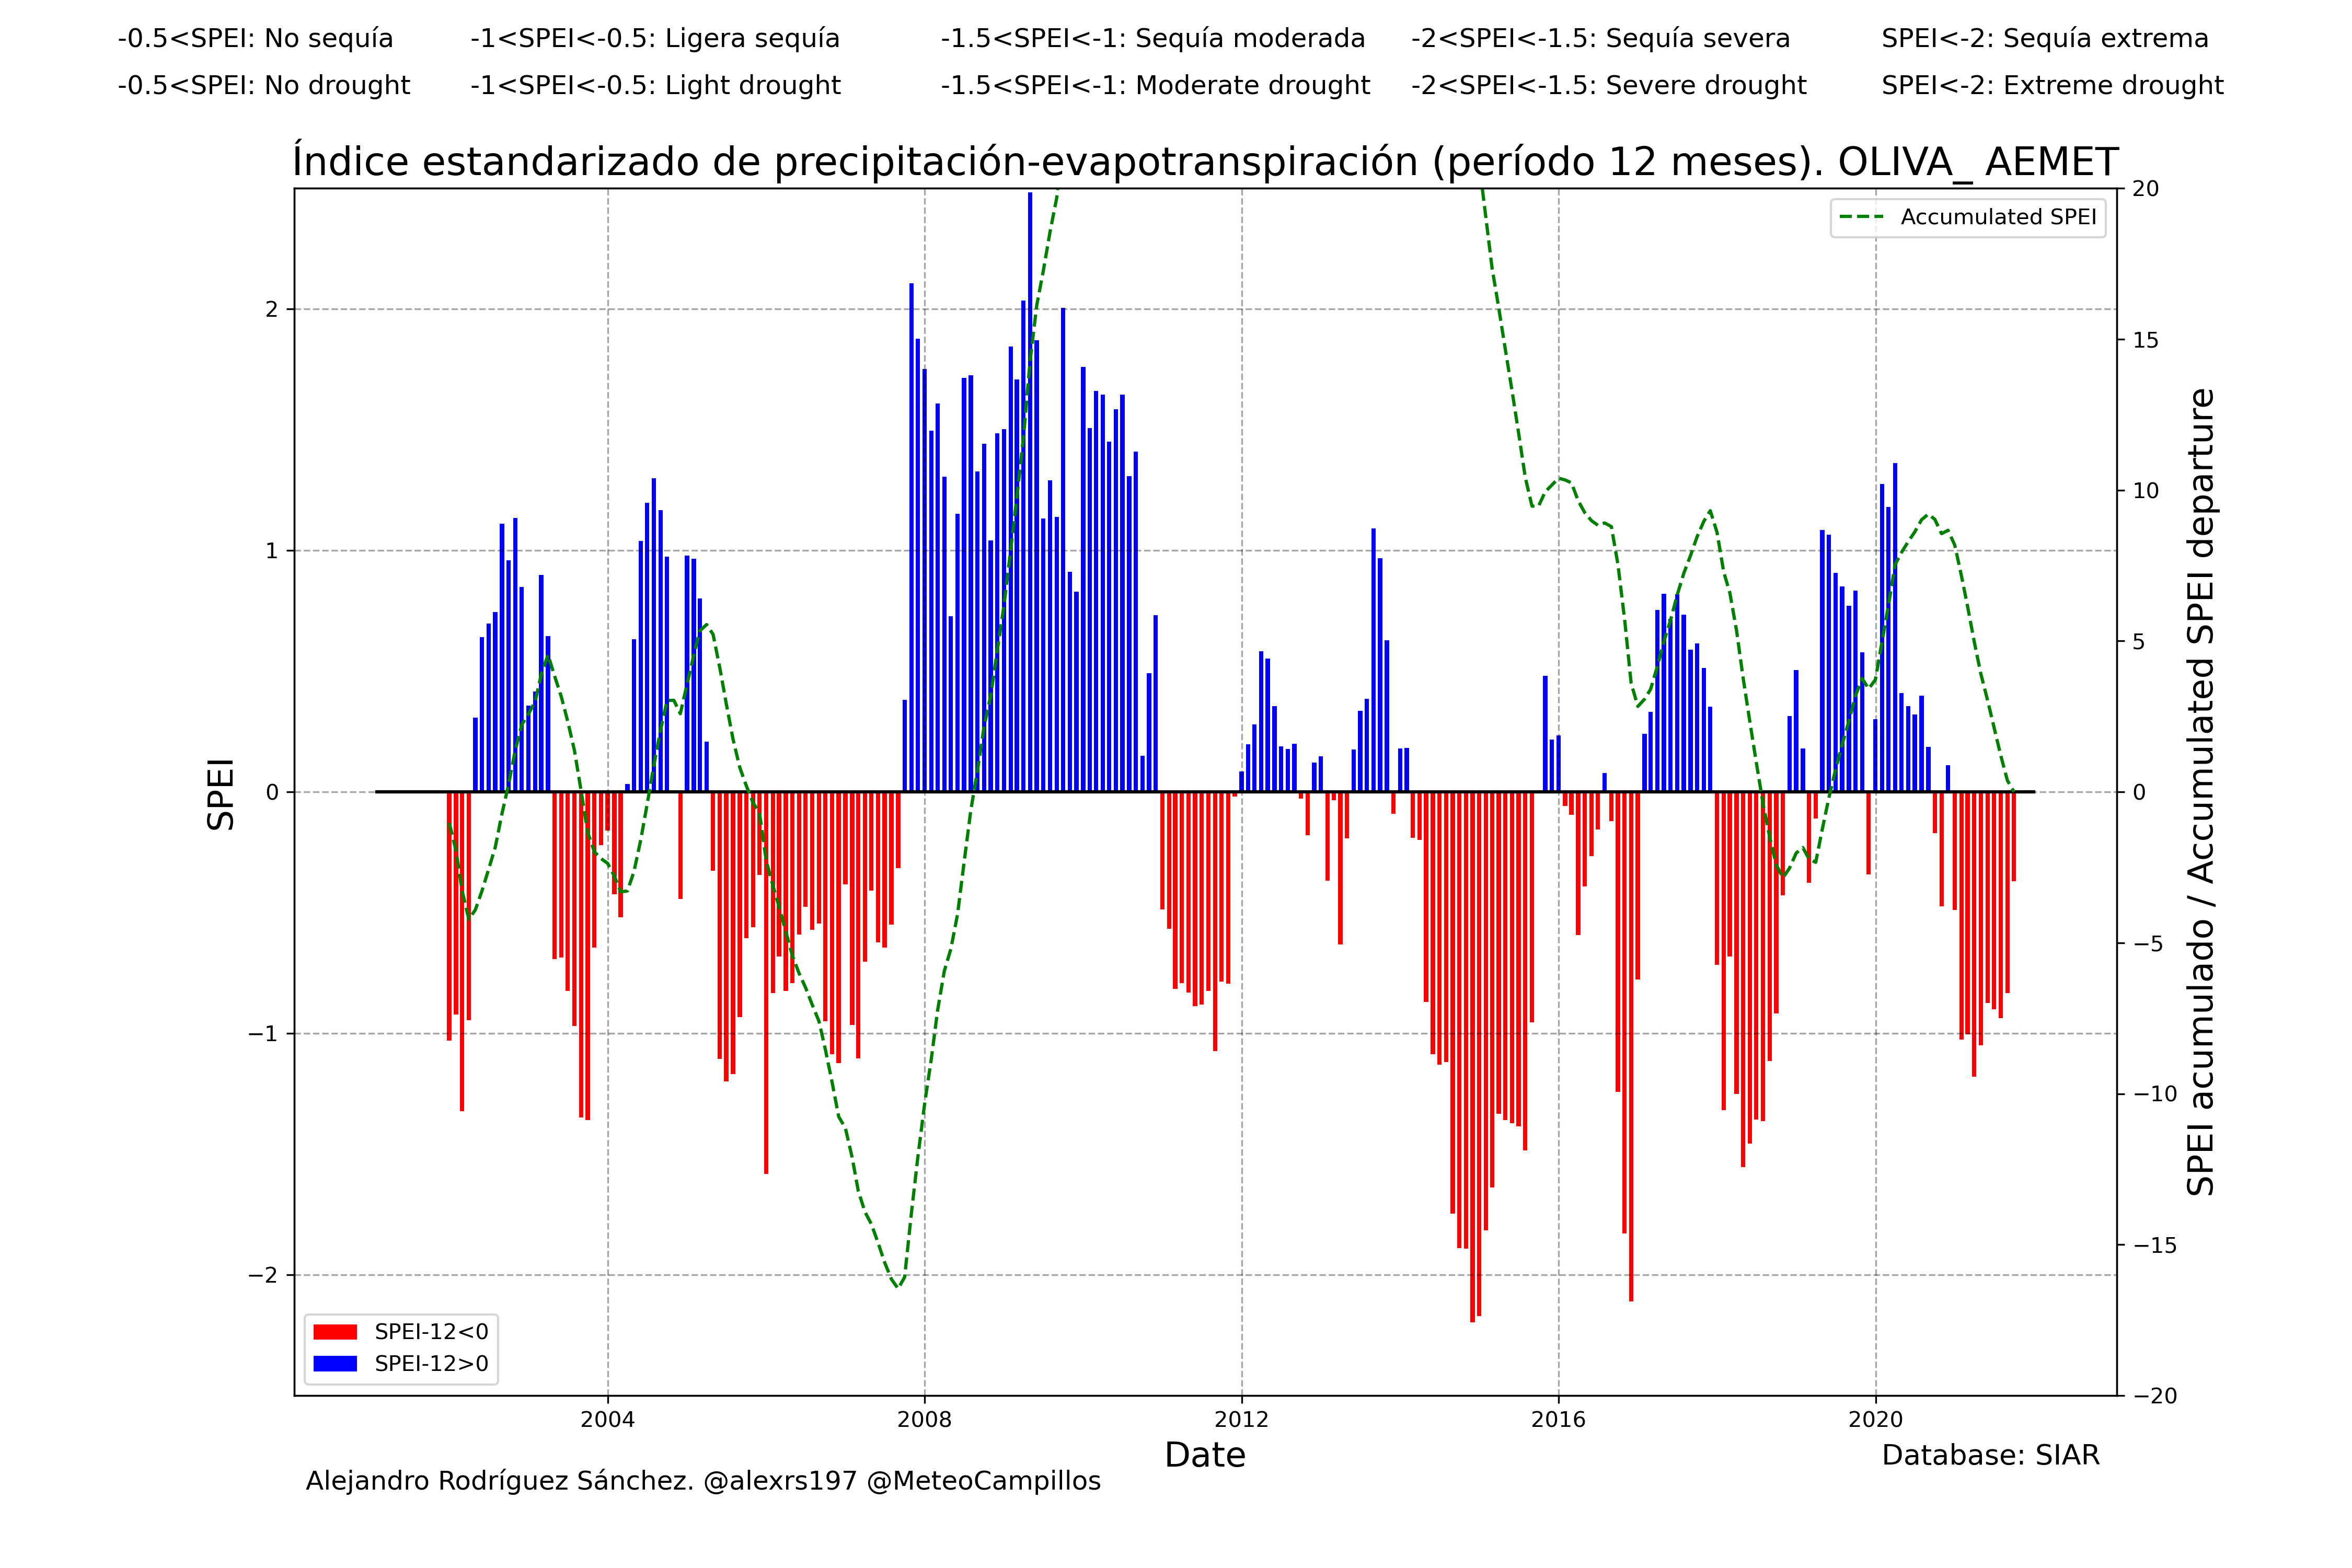 -0.5<SPEI: No sequía -1<SPEI<-0.5: Ligera sequía -1.5<SPEI<-1: Sequía moderada -2<SPEI<-1.5: Sequía severa SPEI<-2: Sequía extrema
-0.5<SPEI: No drought -1<SPEI<-0.5: Light drought -1.5<SPEI<-1: Moderate drought -2<SPEI<-1.5: Severe drought SPEI<-2: Extreme drought
Índice estandarizado de precipitación-evapotranspiración (período 12 meses). OLIVA_ AEMET
Accumulated SPEI
SPEI
2
1
0
−1
−2
20
15
10
5
0
−5
−10
−15
−20
SPEI acumulado / Accumulated SPEI departure
SPEI-12<0
SPEI-12>0
2004 2008 2012 2016 2020
Date
Database: SIAR
Alejandro Rodríguez Sánchez. @alexrs197 @MeteoCampillos